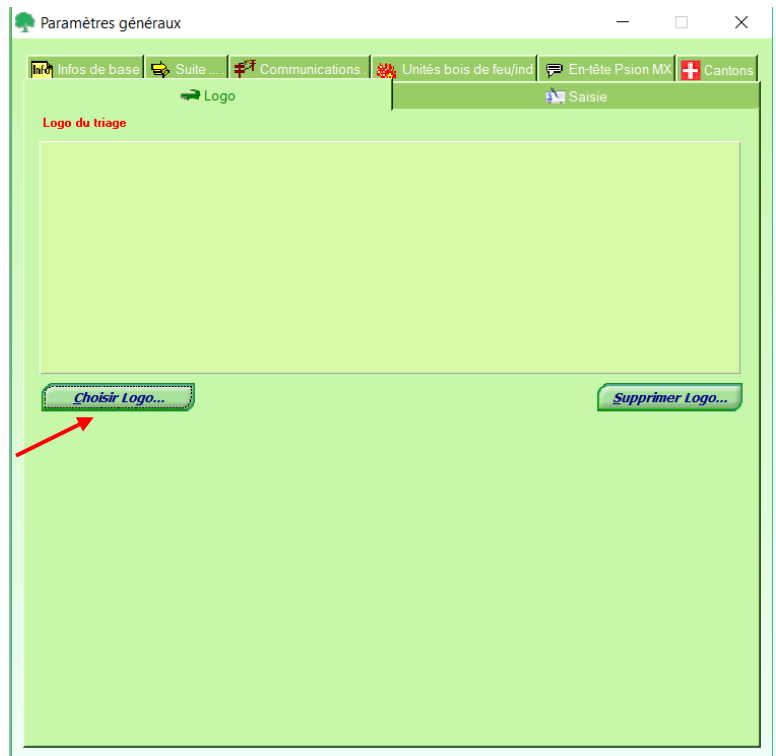 Paramètres généraux
Info Infos de base Suite ... . Communications Unités bois de feu/ind En-tête Psion MX Cantons
Logo Saisie
Logo du triage
Choisir Logo... Supprimer Logo...